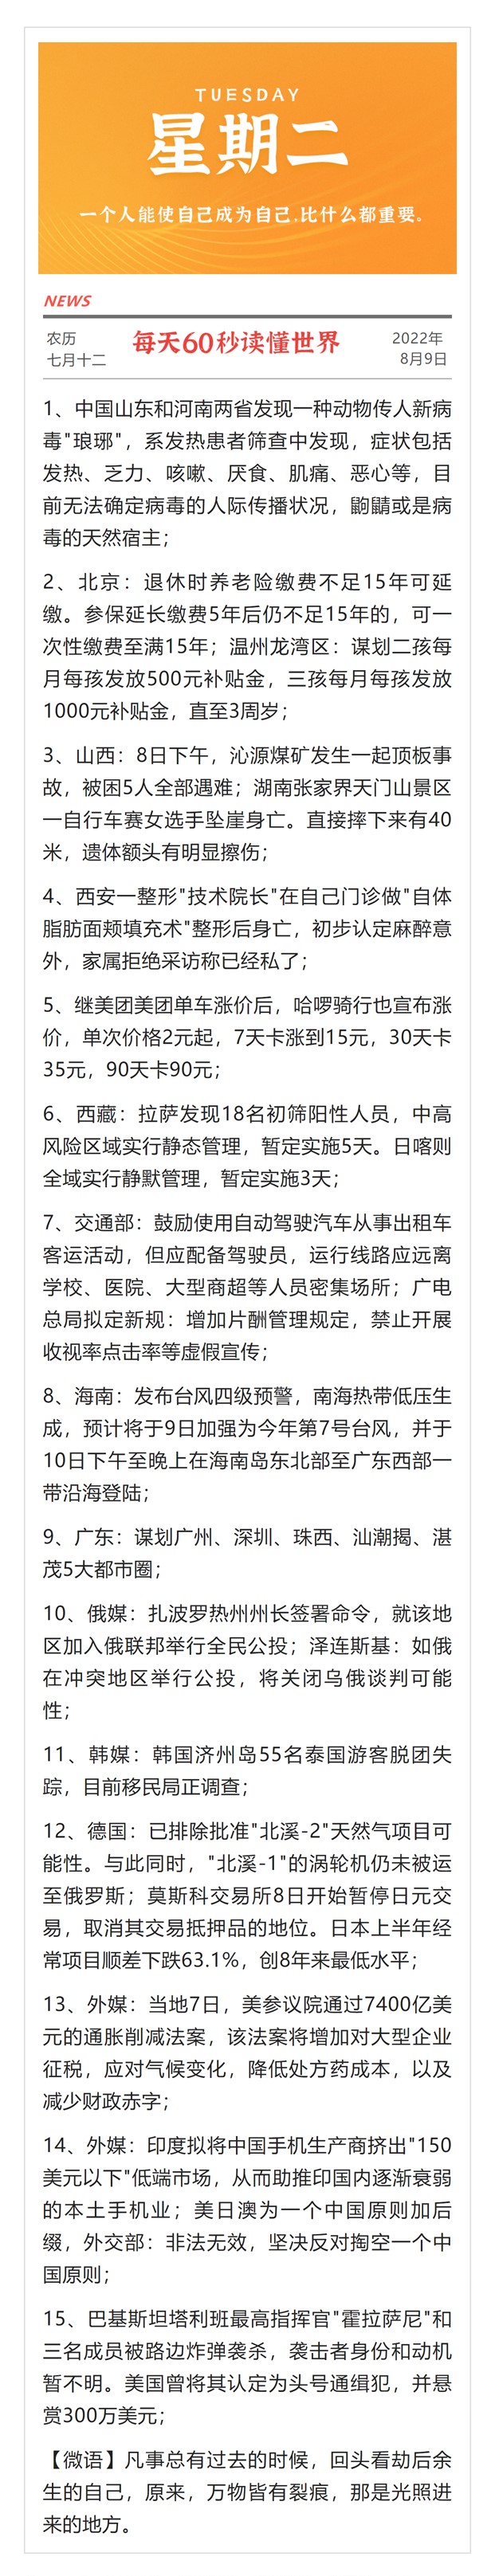 TUESDAY
星期二
一个人能使自己成为自己.比什么都重要。
NEWS
农历
七月十二
每天60秒读懂世界
2022年
8月9日
1、中国山东和河南两省发现一种动物传人新病
毒"琅琊"，系发热患者筛查中发现，症状包括
发热、乏力、咳嗽、厌食、肌痛、恶心等，目
前无法确定病毒的人际传播状况，鼩鼱或是病
毒的天然宿主；
2、北京：退休时养老险缴费不足15年可延
缴。参保延长缴费5年后仍不足15年的，可一
次性缴费至满15年；温州龙湾区：谋划二孩每
月每孩发放500元补贴金，三孩每月每孩发放
1000元补贴金，直至3周岁；
3、山西：8日下午，沁源煤矿发生一起顶板事
故，被困5人全部遇难；湖南张家界天门山景区
一自行车赛女选手坠崖身亡。直接摔下来有40
米，遗体额头有明显擦伤；
4、西安一整形"技术院长"在自己门诊做"自体
脂肪面颊填充术"整形后身亡，初步认定麻醉意
外，家属拒绝采访称已经私了；
5、继美团美团单车涨价后，哈啰骑行也宣布涨
价，单次价格2元起，7天卡涨到15元，30天卡
35元，90天卡90元；
6、西藏：拉萨发现18名初筛阳性人员，中高
风险区域实行静态管理，暂定实施5天。日喀则
全域实行静默管理，暂定实施3天；
7、交通部：鼓励使用自动驾驶汽车从事出租车
客运活动，但应配备驾驶员，运行线路应远离
学校、医院、大型商超等人员密集场所；广电
总局拟定新规：增加片酬管理规定，禁止开展
收视率点击率等虚假宣传；
8、海南：发布台风四级预警，南海热带低压生
成，预计将于9日加强为今年第7号台风，并于
10日下午至晚上在海南岛东北部至广东西部一
带沿海登陆；
9、广东：谋划广州、深圳、珠西、汕潮揭、湛
茂5大都市圈；
10、俄媒：扎波罗热州州长签署命令，就该地
区加入俄联邦举行全民公投；泽连斯基：如俄
在冲突地区举行公投，将关闭乌俄谈判可能
性；
11、韩媒：韩国济州岛55名泰国游客脱团失
踪，目前移民局正调查；
12、德国：已排除批准"北溪-2"天然气项目可
能性。与此同时，"北溪-1"的涡轮机仍未被运
至俄罗斯；莫斯科交易所8日开始暂停日元交
易，取消其交易抵押品的地位。日本上半年经
常项目顺差下跌63.1%，创8年来最低水平；
13、外媒：当地7日，美参议院通过7400亿美
元的通胀削减法案，该法案将增加对大型企业
征税，应对气候变化，降低处方药成本，以及
减少财政赤字；
14、外媒：印度拟将中国手机生产商挤出"150
美元以下"低端市场，从而助推印国内逐渐衰弱
的本土手机业；美日澳为一个中国原则加后
缀，外交部：非法无效，坚决反对掏空一个中
国原则；
15、巴基斯坦塔利班最高指挥官"霍拉萨尼"和
三名成员被路边炸弹袭杀，袭击者身份和动机
暂不明。美国曾将其认定为头号通缉犯，并悬
赏300万美元；
【微语】凡事总有过去的时候，回头看劫后余
生的自己，原来，万物皆有裂痕，那是光照进
来的地方。